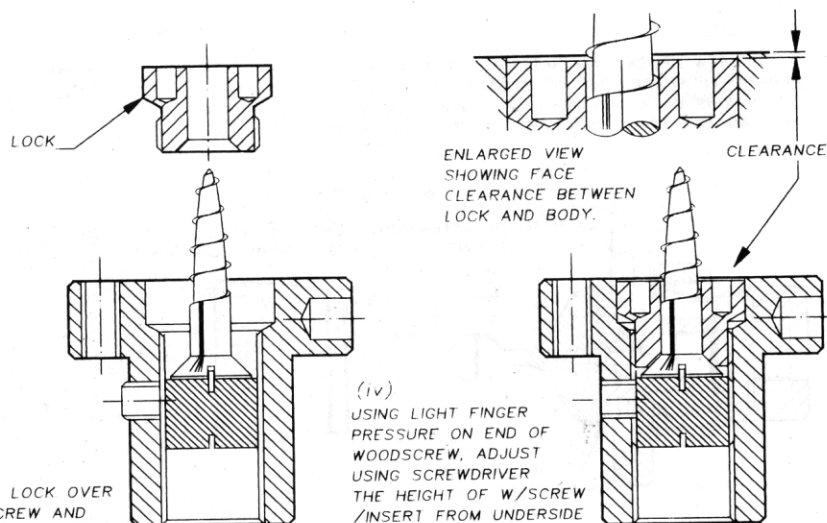 LOCK
ENLARGED VIEW
SHOWING FACE
CLEARANCE BETWEEN
LOCK AND BODY.
CLEARANCE
(iv)
USING LIGHT FINGER
PRESSURE ON END OF
WOODSCREW, ADJUST
USING SCREWDRIVER
THE HEIGHT OF W/SCREW
/INSERT FROM UNDERSIDE
LOCK OVER
CREW AND